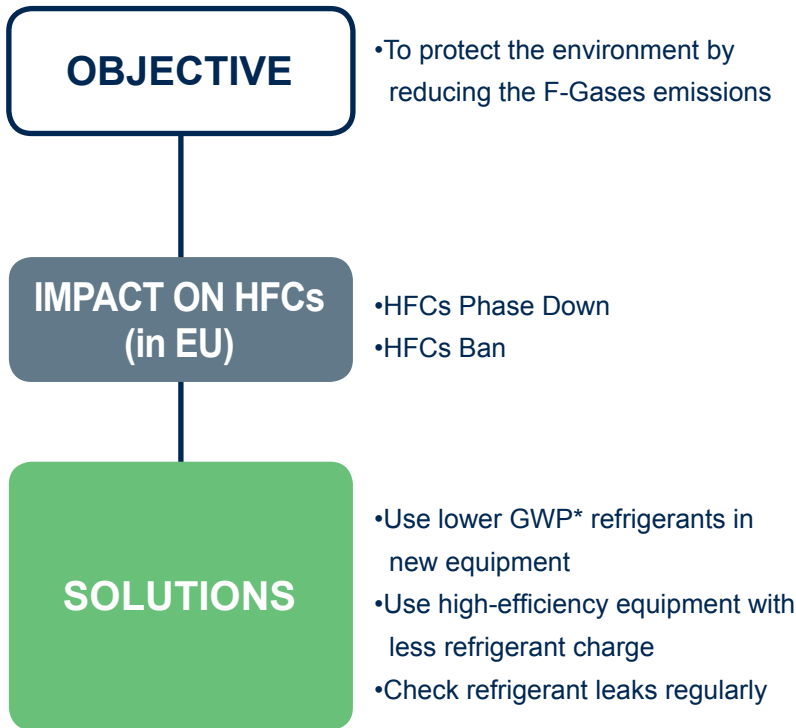 OBJECTIVE
•To protect the environment by
reducing the F-Gases emissions
IMPACT ON HFCs
(in EU)
•HFCs Phase Down
•HFCs Ban
SOLUTIONS
•Use lower GWP* refrigerants in
new equipment
•Use high-efficiency equipment with
less refrigerant charge
•Check refrigerant leaks regularly